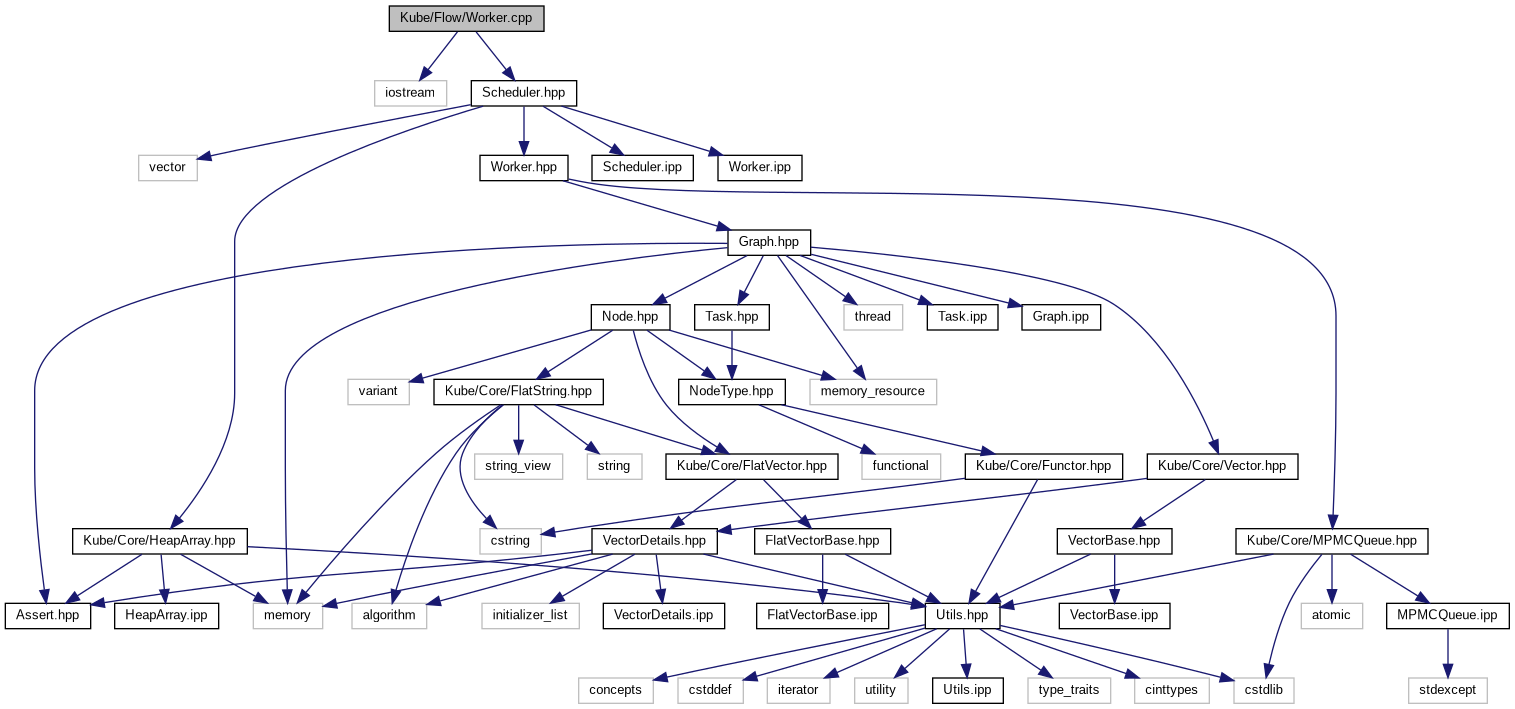 Kube/Flow/Worker.cpp
iostream
Scheduler.hpp
vector
Worker.hpp
Scheduler.ipp
Worker.ipp
Graph.hpp
Node.hpp
Task.hpp
thread
Task.ipp
Graph.ipp
variant
Kube/Core/FlatString.hpp
NodeType.hpp
memory_resource
string_view
string
Kube/Core/FlatVector.hpp
functional
Kube/Core/Functor.hpp
Kube/Core/Vector.hpp
Kube/Core/HeapArray.hpp
cstring
VectorDetails.hpp
FlatVectorBase.hpp
VectorBase.hpp
Kube/Core/MPMCQueue.hpp
Assert.hpp
HeapArray.ipp
memory
algorithm
initializer_list
VectorDetails.ipp
FlatVectorBase.ipp
Utils.hpp
VectorBase.ipp
atomic
MPMCQueue.ipp
concepts
cstddef
iterator
utility
Utils.ipp
type_traits
cinttypes
cstdlib
stdexcept